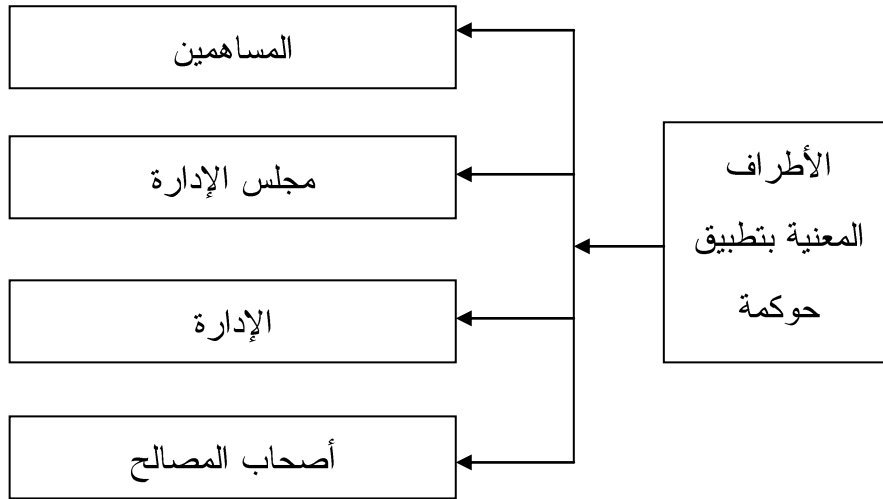 الأطراف
المعنية بتطبيق
حوكمة
المساهمين
مجلس الإدارة
الإدارة
أصحاب المصالح